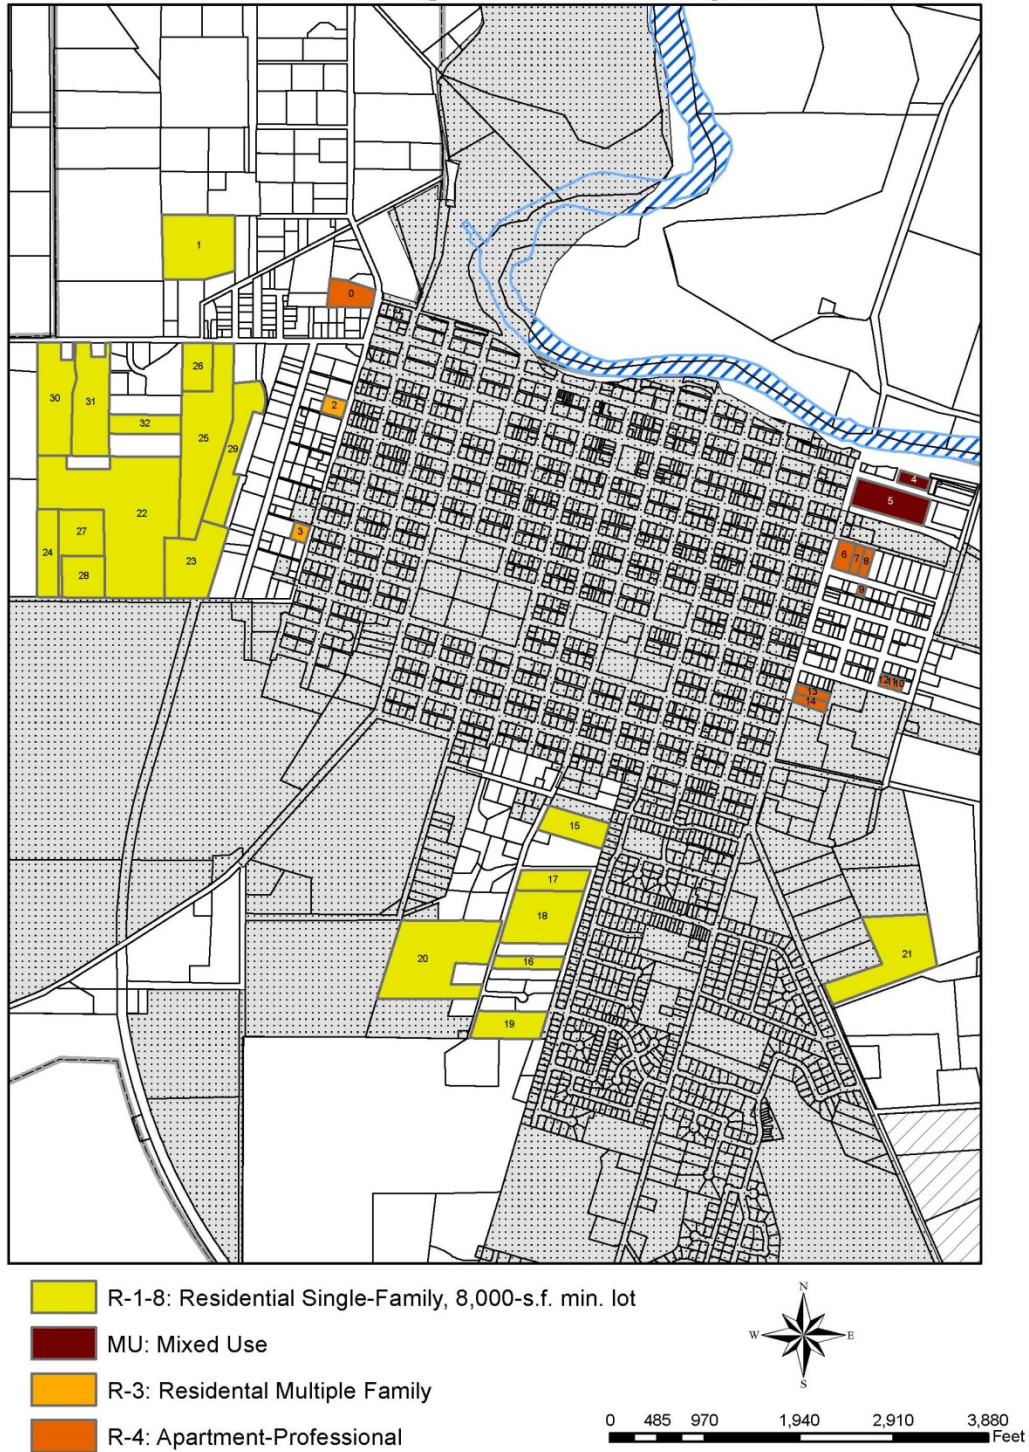 1
0
26
30
31
2
32
25
29
4
5
22
27
3
24
28
23
6 7 8
9
12 11 10
13
14
15
17
18
16
20
21
19
R-1-8: Residential Single-Family, 8,000-s.f. min. lot
MU: Mixed Use
R-3: Residental Multiple Family
R-4: Apartment-Professional
N
W E
S
0 485 970 1,940 2,910 3,880
Feet